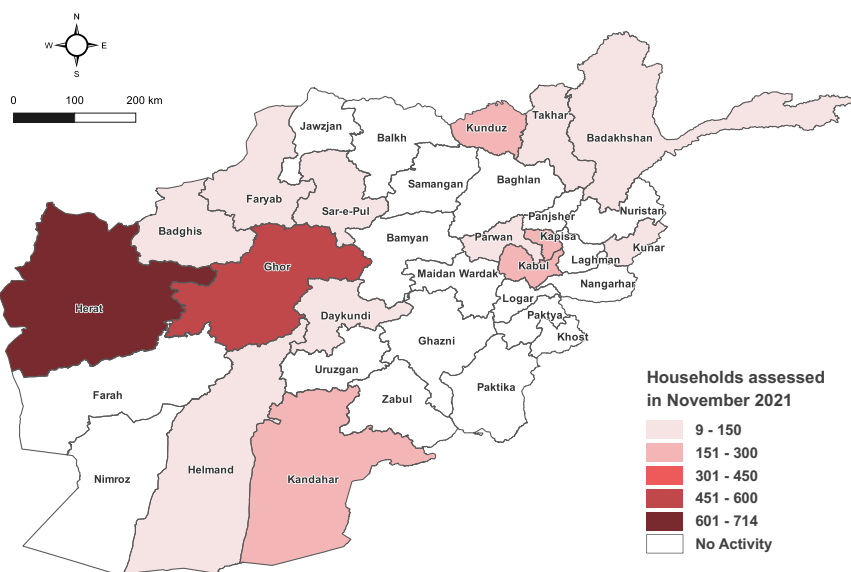 N
W E
S
0 100 200 km
Jawzjan
Balkh
Kunduz
Takhar
Badakhshan
Samangan
Baghlan
Faryab
Sar-e-Pul
Badghis
Panjsher
Nuristan
Bamyan
Parwan
Kapisa
Kunar
Ghor
Kabul
Laghman
Maidan Wardak
Nangarhar
Herat
Logar
Daykundi
Paktya
Ghazni
Khost
Uruzgan
Farah
Zabul
Paktika
Helmand
Nimroz
Kandahar
Households assessed
in November 2021
9 - 150
151 - 300
301 - 450
451 - 600
601 - 714
No Activity